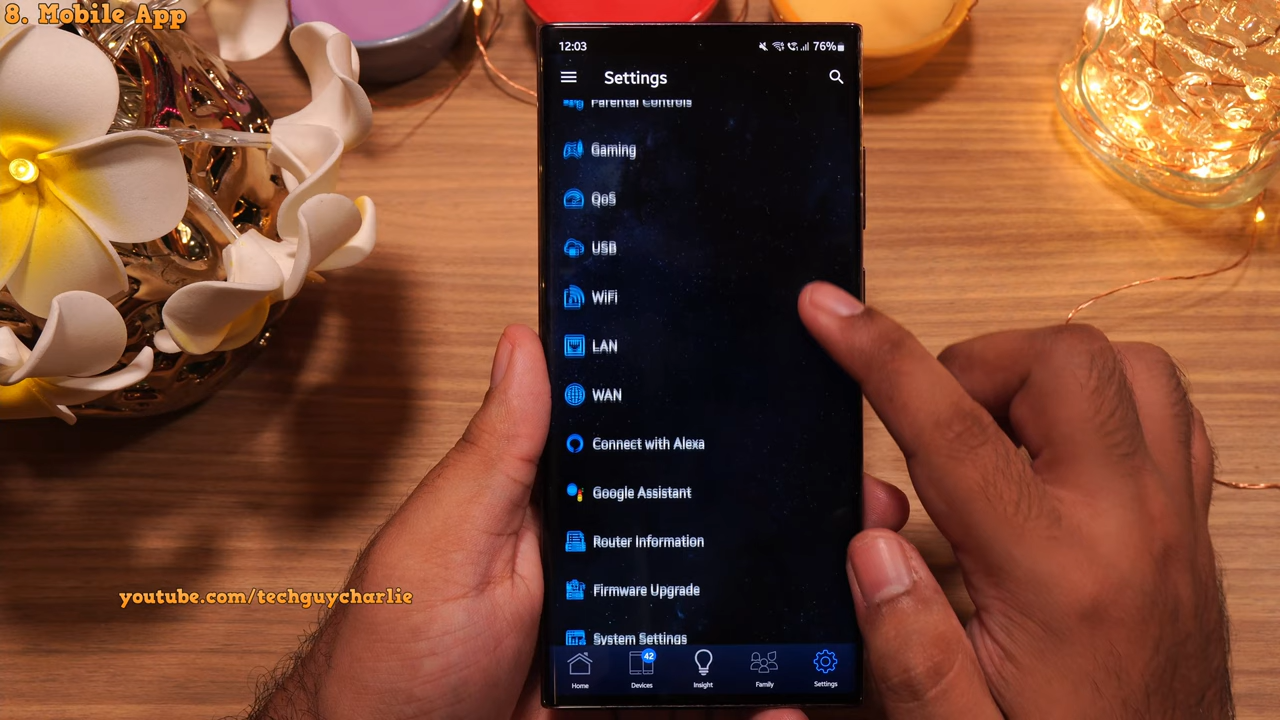 8. Mobile App
12:03
76%
Settings
Parental Controls
Gaming
QoS
USB
WiFi
LAN
WAN
Connect with Alexa
Google Assistant
Router Information
Firmware Upgrade
System Settings
42
Home
Devices
Insight
Family
Settings
youtube.com/techguycharlie